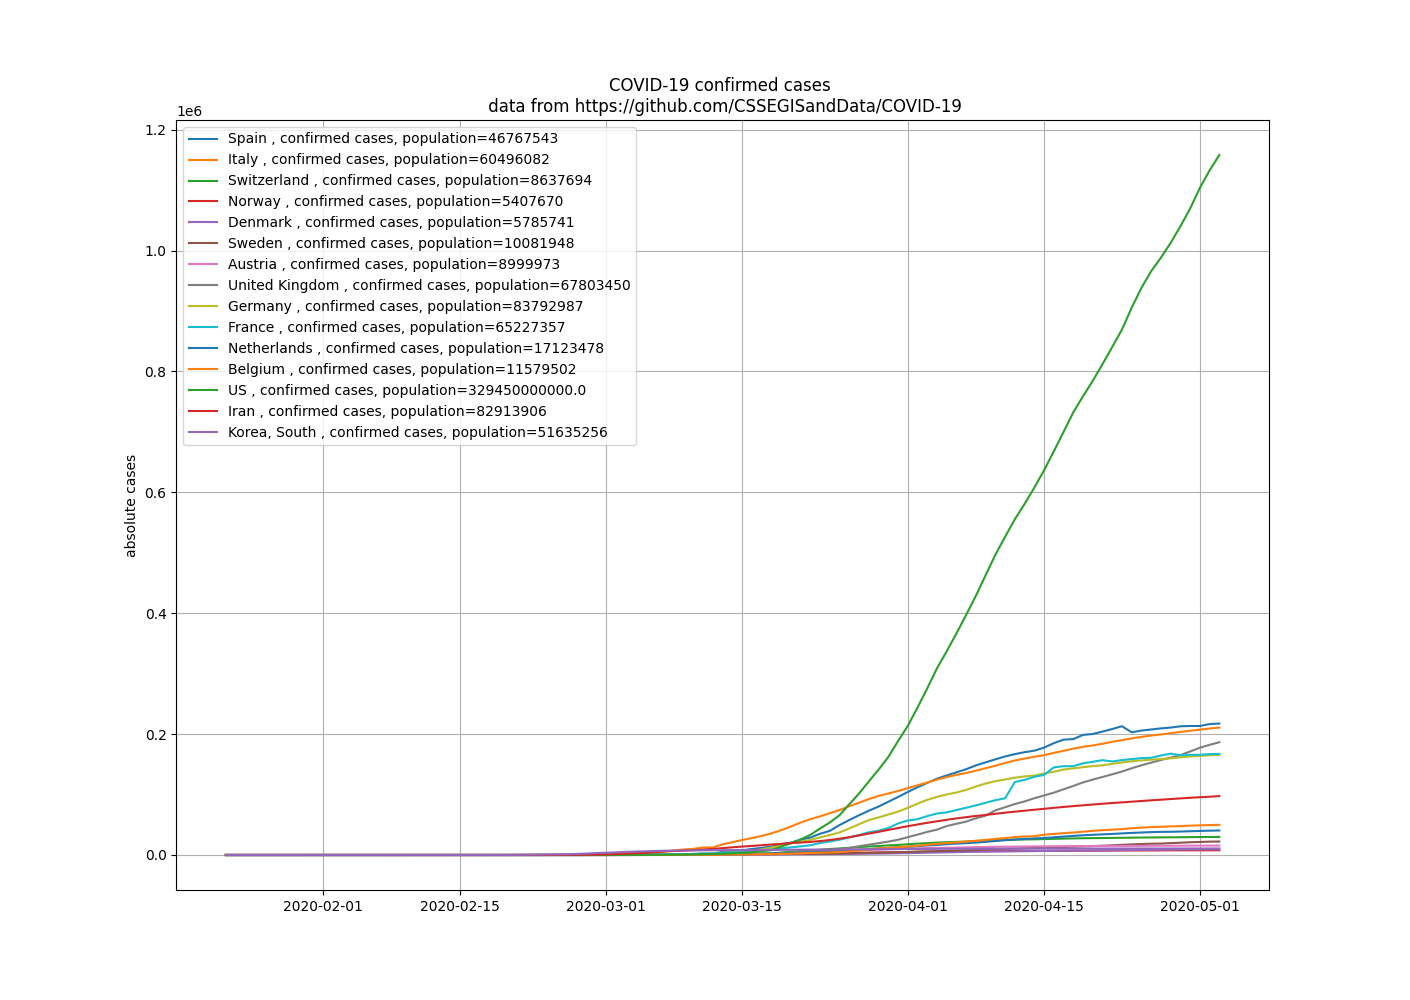 COVID-19 confirmed cases
data from https://github.com/CSSEGISandData/COVID-19
1e6
1.2
1.0
0.8
0.6
0.4
0.2
0.0
absolute cases
Spain , confirmed cases, population=46767543
Italy , confirmed cases, population=60496082
Switzerland , confirmed cases, population=8637694
Norway , confirmed cases, population=5407670
Denmark , confirmed cases, population=5785741
Sweden , confirmed cases, population=10081948
Austria , confirmed cases, population=8999973
United Kingdom , confirmed cases, population=67803450
Germany , confirmed cases, population=83792987
France , confirmed cases, population=65227357
Netherlands , confirmed cases, population=17123478
Belgium , confirmed cases, population=11579502
US , confirmed cases, population=329450000000.0
Iran , confirmed cases, population=82913906
Korea, South , confirmed cases, population=51635256
2020-02-01
2020-02-15
2020-03-01
2020-03-15
2020-04-01
2020-04-15
2020-05-01